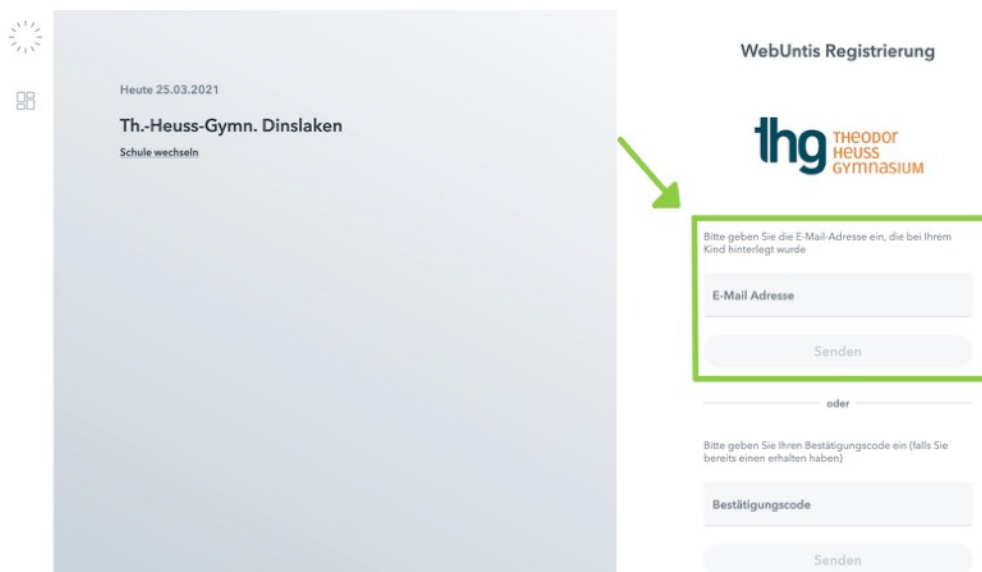 Heute 25.03.2021
Th.-Heuss-Gymn. Dinslaken
Schule wechseln
WebUntis Registrierung
thg THEODOR
HEUSS
GYMNASIUM
Bitte geben Sie die E-Mail-Adresse ein, die bei Ihrem
Kind hinterlegt wurde
E-Mail Adresse
Senden
oder
Bitte geben Sie Ihren Bestätigungscode ein (falls Sie
bereits einen erhalten haben)
Bestätigungscode
Senden